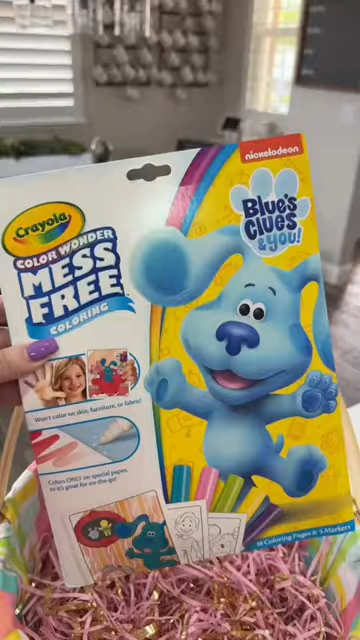 nickelodeon
BLUE'S
CLUES
& YOU!
Crayola
COLOR WONDER
MESS
FREE
COLORING
Won't color on skin, furniture, or fabric!
Colors ONLY on special paper,
so it's great for on-the-go!
18 Coloring Pages & 5 Markers